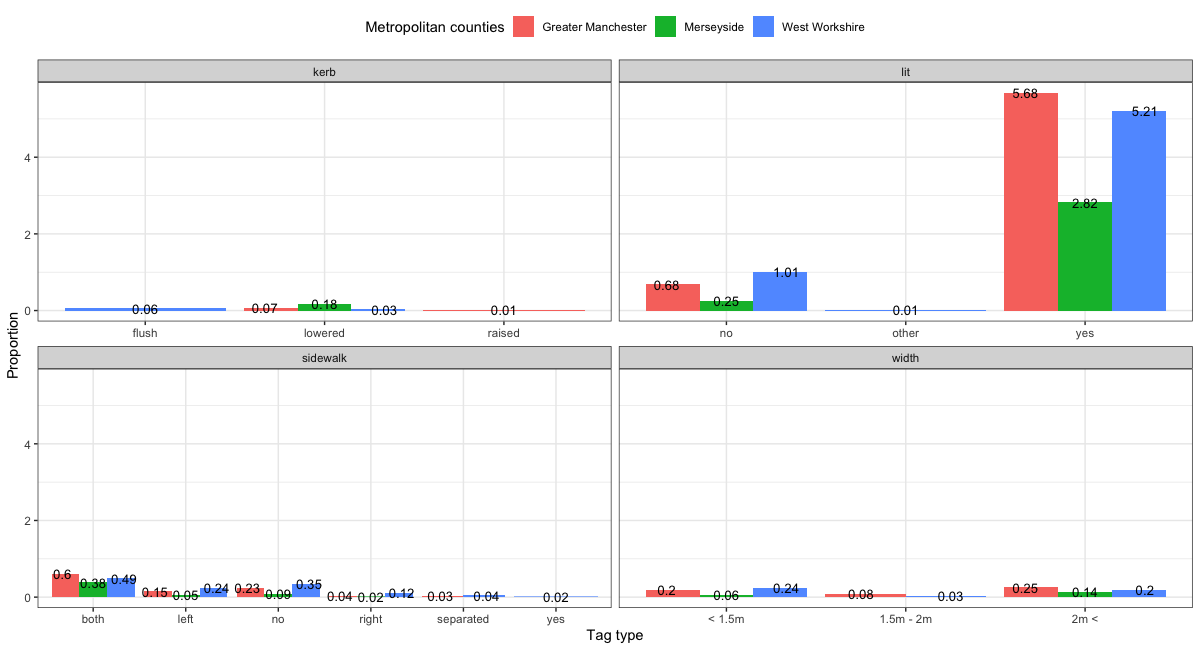 Metropolitan counties Greater Manchester Merseyside West Workshire
kerb
lit
Proportion
4
2
0
0.06
0.07
0.18
0.03
0.01
flush
lowered
raised
0.68
0.25
1.01
0.01
5.68
2.82
5.21
no
other
yes
sidewalk
width
4
2
0
0.6
0.38
0.49
0.15
0.05
0.24
0.23
0.09
0.35
0.04
0.02
0.12
0.03
0.04
0.02
both
left
no
right
separated
yes
0.2
0.06
0.24
0.08
0.03
0.25
0.14
0.2
< 1.5m
1.5m - 2m
2m <
Tag type